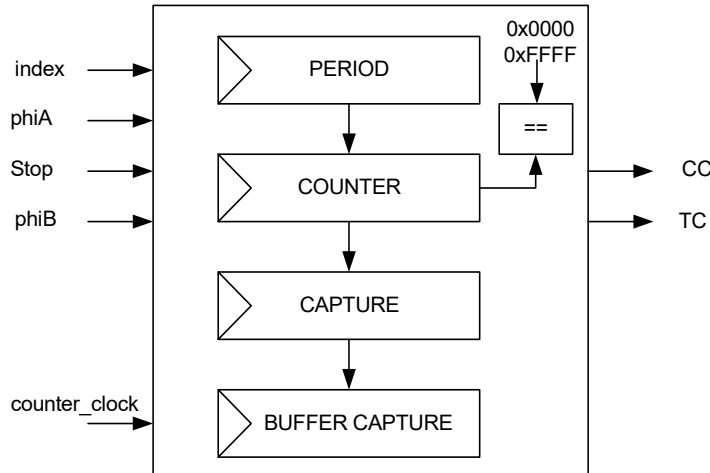 0x0000
0xFFFF
index
PERIOD
phiA
==
Stop
CC
COUNTER
phiB
TC
CAPTURE
counter_clock
BUFFER CAPTURE